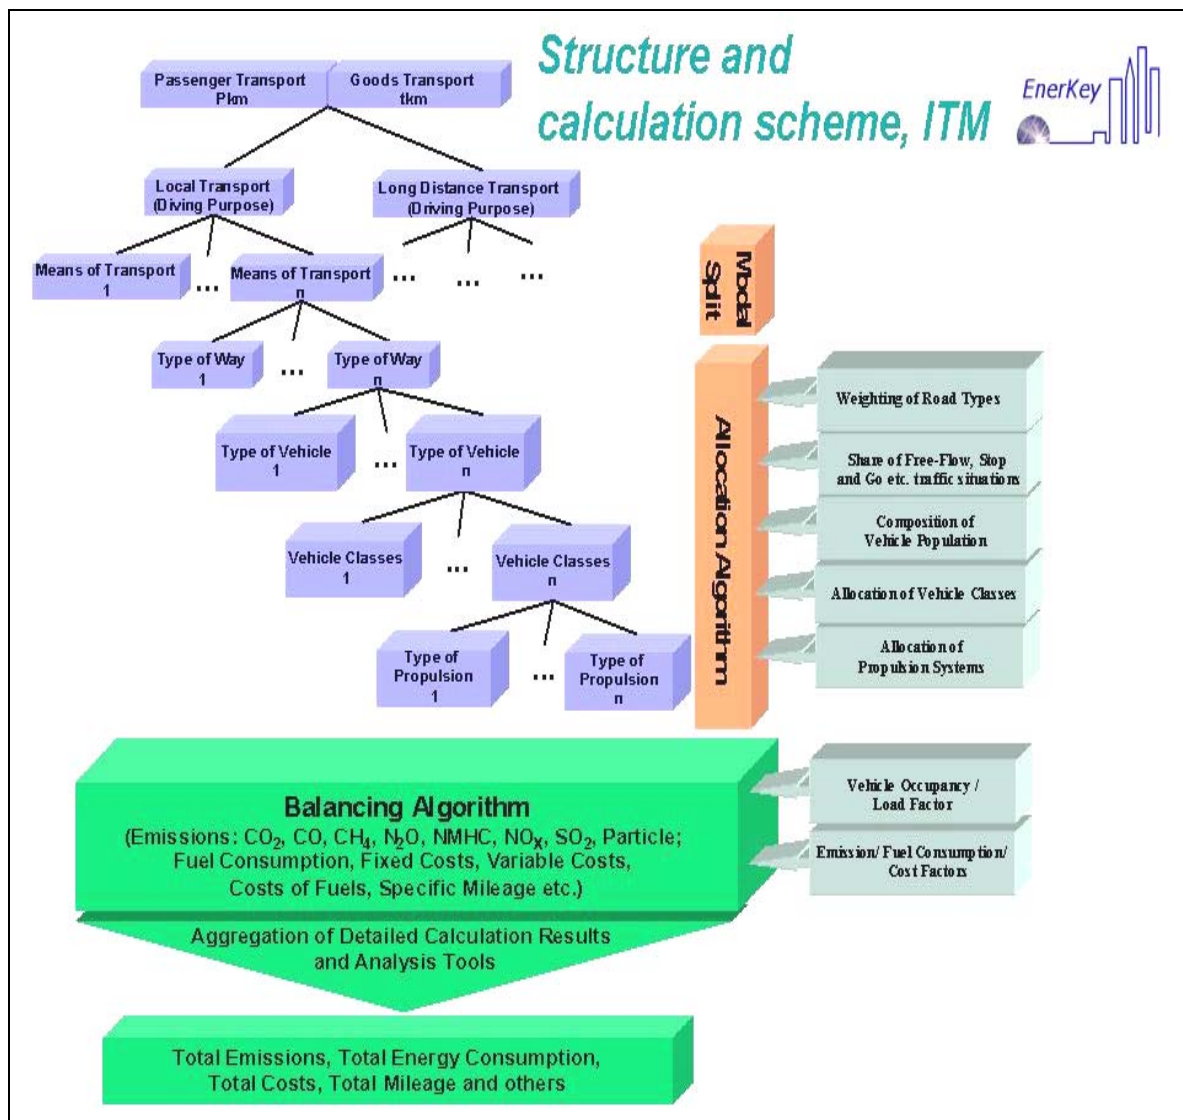 Structure and
calculation scheme, ITM
EnerKey
Passenger Transport
Pkm
Goods Transport
tkm
Local Transport
(Diving Purpose)
Long Distance Transport
(Driving Purpose)
Means of Transport
1
...
Means of Transport
n
...
...
...
Modal
Split
Type of Way
1
...
Type of Way
n
Type of Vehicle
1
...
Type of Vehicle
n
Vehicle Classes
1
...
Vehicle Classes
n
Type of
Propulsion
1
...
Type of
Propulsion
n
Allocation Algorithm
Weighting of Road Types
Share of Free-Flow, Stop
and Go etc. traffic situations
Composition of
Vehicle Population
Allocation of Vehicle Classes
Allocation of
Propulsion Systems
Balancing Algorithm
(Emissions: CO₂, CO, CH₄, N₂O, NMHC, NOₓ, SO₂, Particle;
Fuel Consumption, Fixed Costs, Variable Costs,
Costs of Fuels, Specific Mileage etc.)
Vehicle Occupancy /
Load Factor
Emission/ Fuel Consumption/
Cost Factors
Aggregation of Detailed Calculation Results
and Analysis Tools
Total Emissions, Total Energy Consumption,
Total Costs, Total Mileage and others